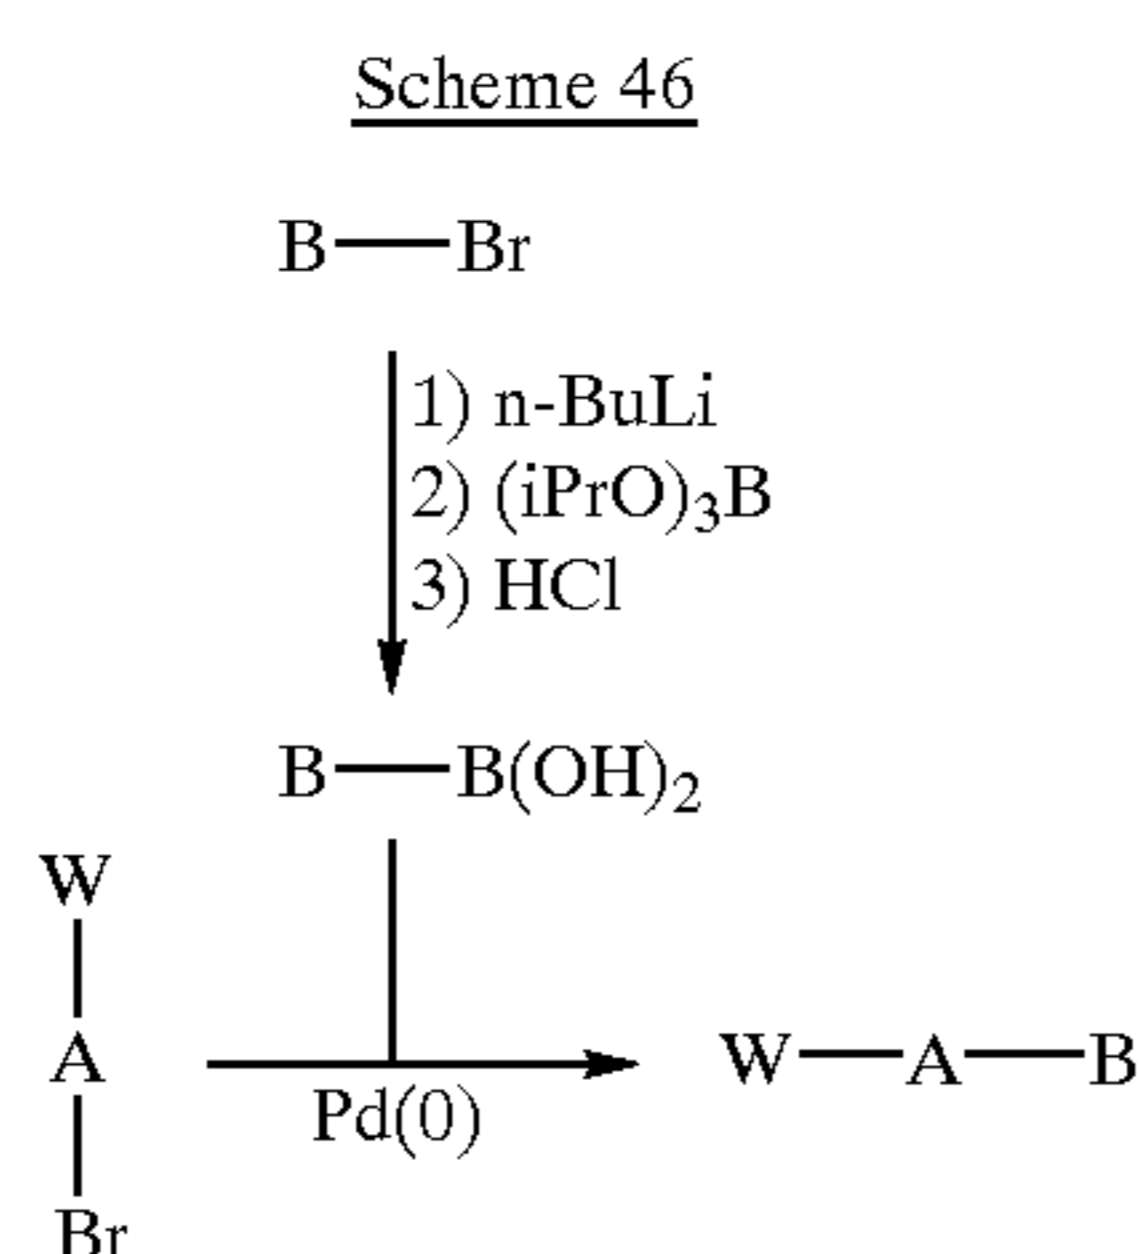 Scheme 46
B—Br
1) n-BuLi
2) (iPrO)₃B
3) HCl
B—B(OH)₂
W
A
Br
Pd(0)
W—A—B